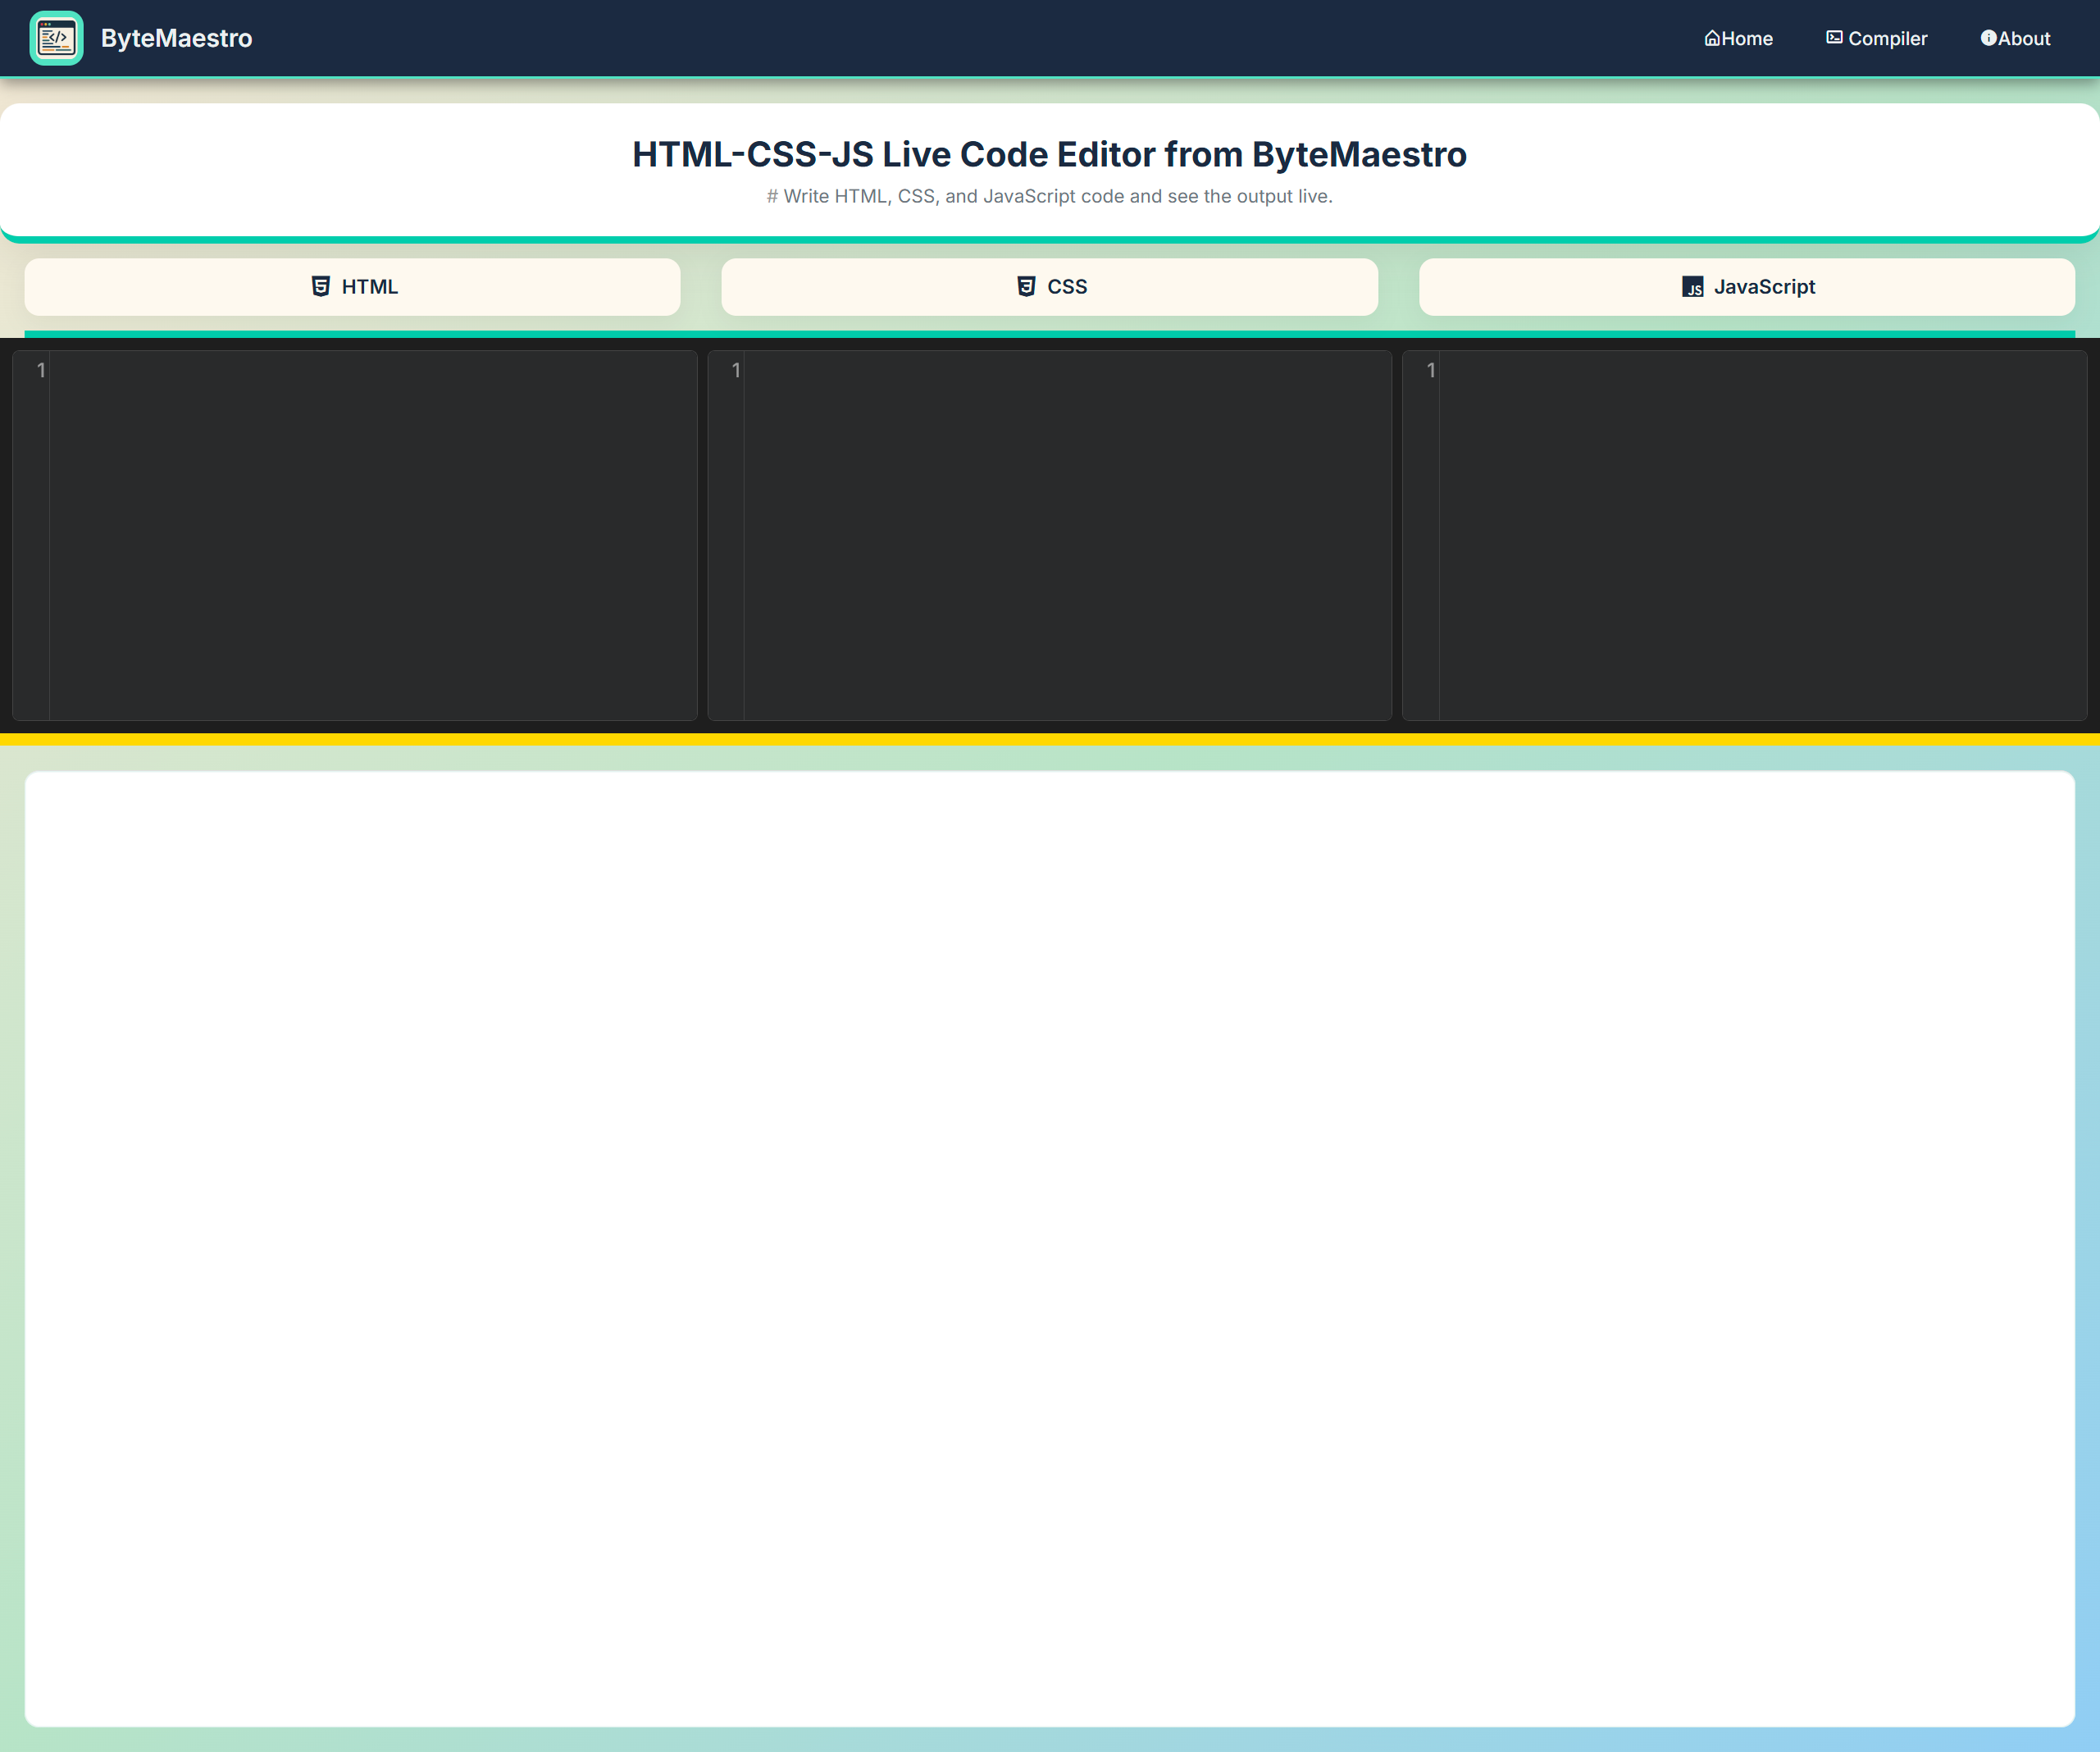 ByteMaestro
Home
Compiler
About
HTML-CSS-JS Live Code Editor from ByteMaestro
# Write HTML, CSS, and JavaScript code and see the output live.
HTML
CSS
JS JavaScript
1
1
1